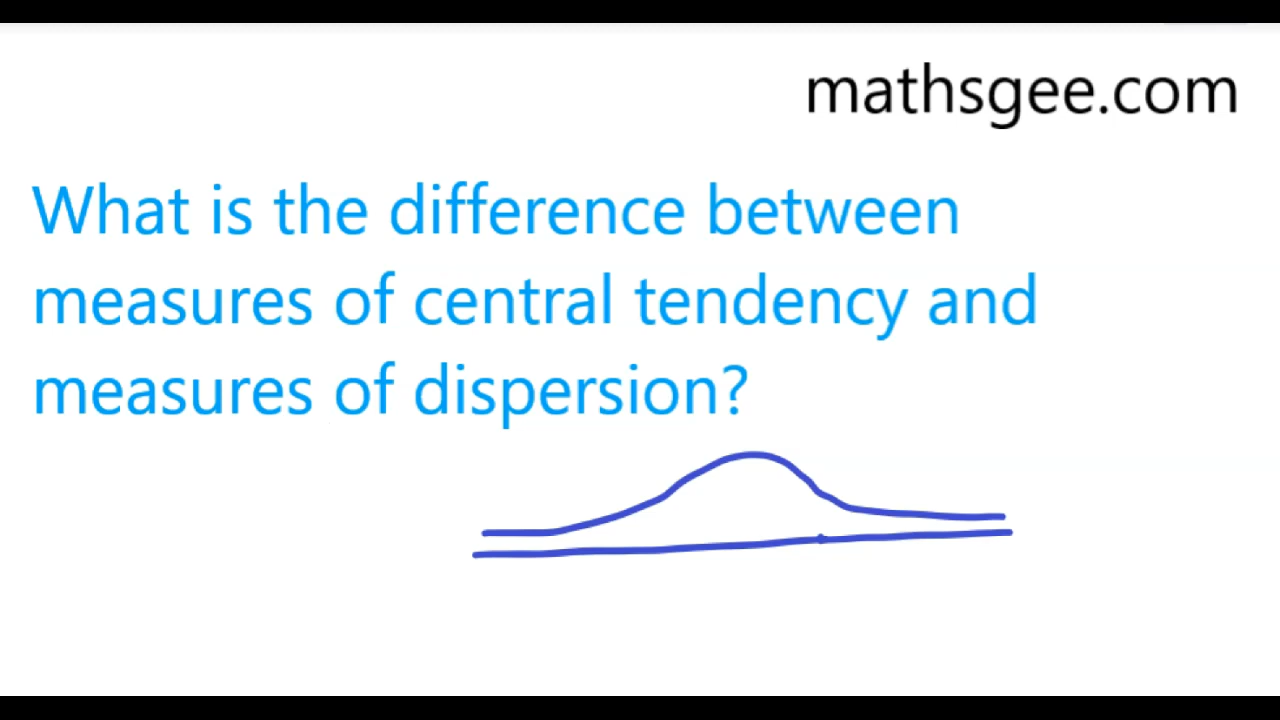 mathsgee.com
What is the difference between
measures of central tendency and
measures of dispersion?